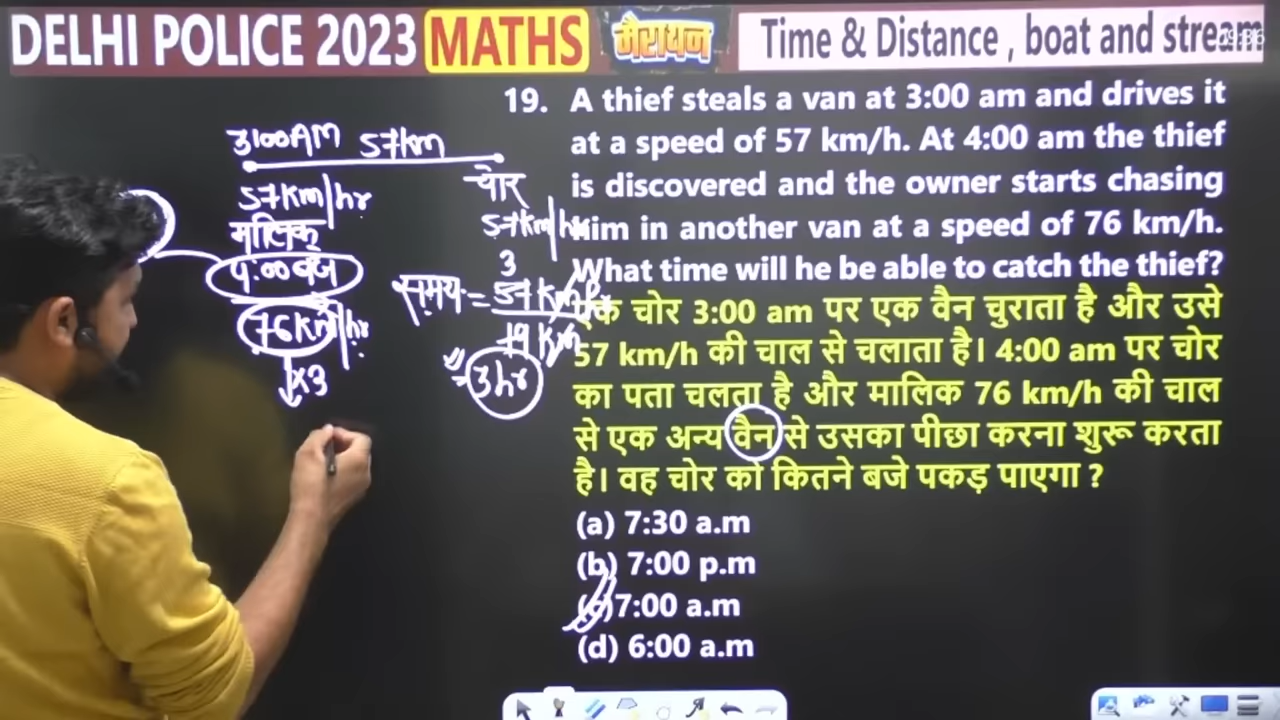 DELHI POLICE 2023 MATHS मैराथन Time & Distance , boat and stream
19. A thief steals a van at 3:00 am and drives it
at a speed of 57 km/h. At 4:00 am the thief
is discovered and the owner starts chasing
him in another van at a speed of 76 km/h.
What time will he be able to catch the thief?
एक चोर 3:00 am पर एक वैन चुराता है और उसे
57 km/h की चाल से चलाता है। 4:00 am पर चोर
का पता चलता है और मालिक 76 km/h की चाल
से एक अन्य वैन से उसका पीछा करना शुरू करता
है। वह चोर को कितने बजे पकड़ पाएगा ?
(a) 7:30 a.m
(b) 7:00 p.m
(c) 7:00 a.m
(d) 6:00 a.m
3:00AM 57km
57km/hr
मालिक
4:00 बजे
76km/hr
×3
चोर
57km/hr
3
समय = 57 km
19 km
= 3hr